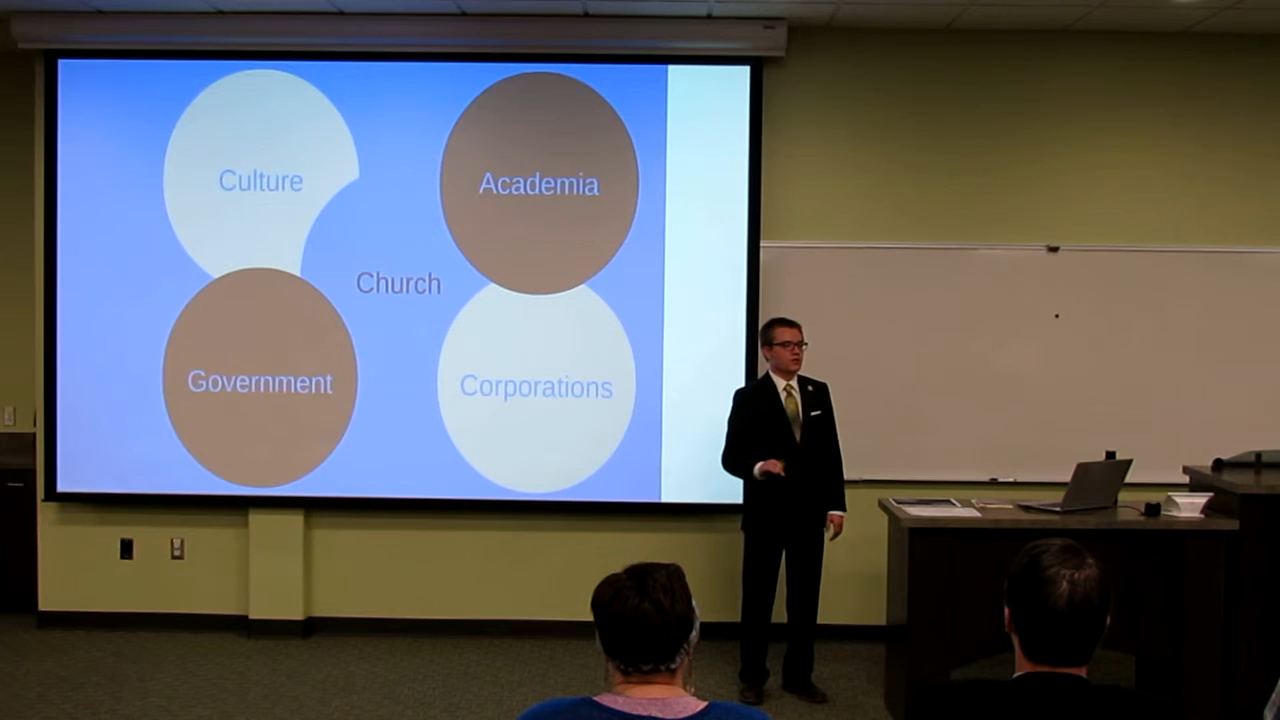 Culture
Academia
Church
Government
Corporations